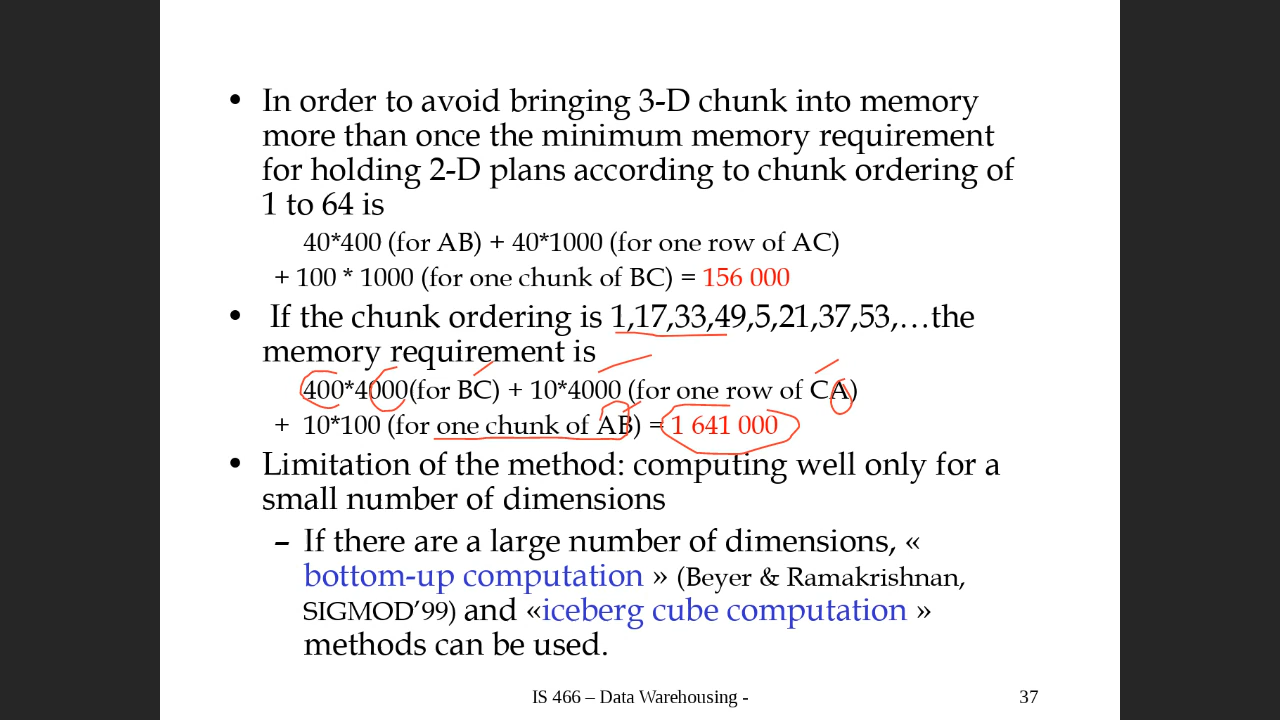 • In order to avoid bringing 3-D chunk into memory
more than once the minimum memory requirement
for holding 2-D plans according to chunk ordering of
1 to 64 is
40*400 (for AB) + 40*1000 (for one row of AC)
+ 100 * 1000 (for one chunk of BC) = 156 000
• If the chunk ordering is 1,17,33,49,5,21,37,53,…the
memory requirement is
400*4000(for BC) + 10*4000 (for one row of CA)
+ 10*100 (for one chunk of AB) = 1 641 000
• Limitation of the method: computing well only for a
small number of dimensions
– If there are a large number of dimensions, «
bottom-up computation » (Beyer & Ramakrishnan,
SIGMOD’99) and «iceberg cube computation »
methods can be used.
IS 466 – Data Warehousing - 37